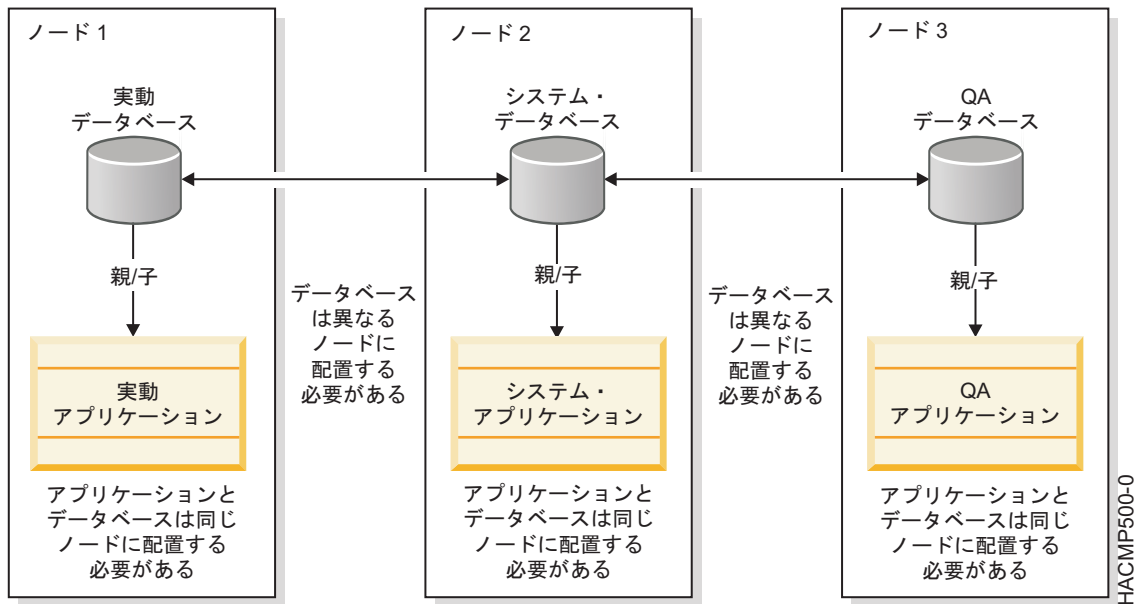 ノード 1
実動
データベース
親/子
実動
アプリケーション
アプリケーションと
データベースは同じ
ノードに配置する
必要がある
データベース
は異なる
ノードに
配置する
必要がある
ノード 2
システム・
データベース
親/子
システム・
アプリケーション
アプリケーションと
データベースは同じ
ノードに配置する
必要がある
データベース
は異なる
ノードに
配置する
必要がある
ノード 3
QA
データベース
親/子
QA
アプリケーション
アプリケーションと
データベースは同じ
ノードに配置する
必要がある
HACMP500-0